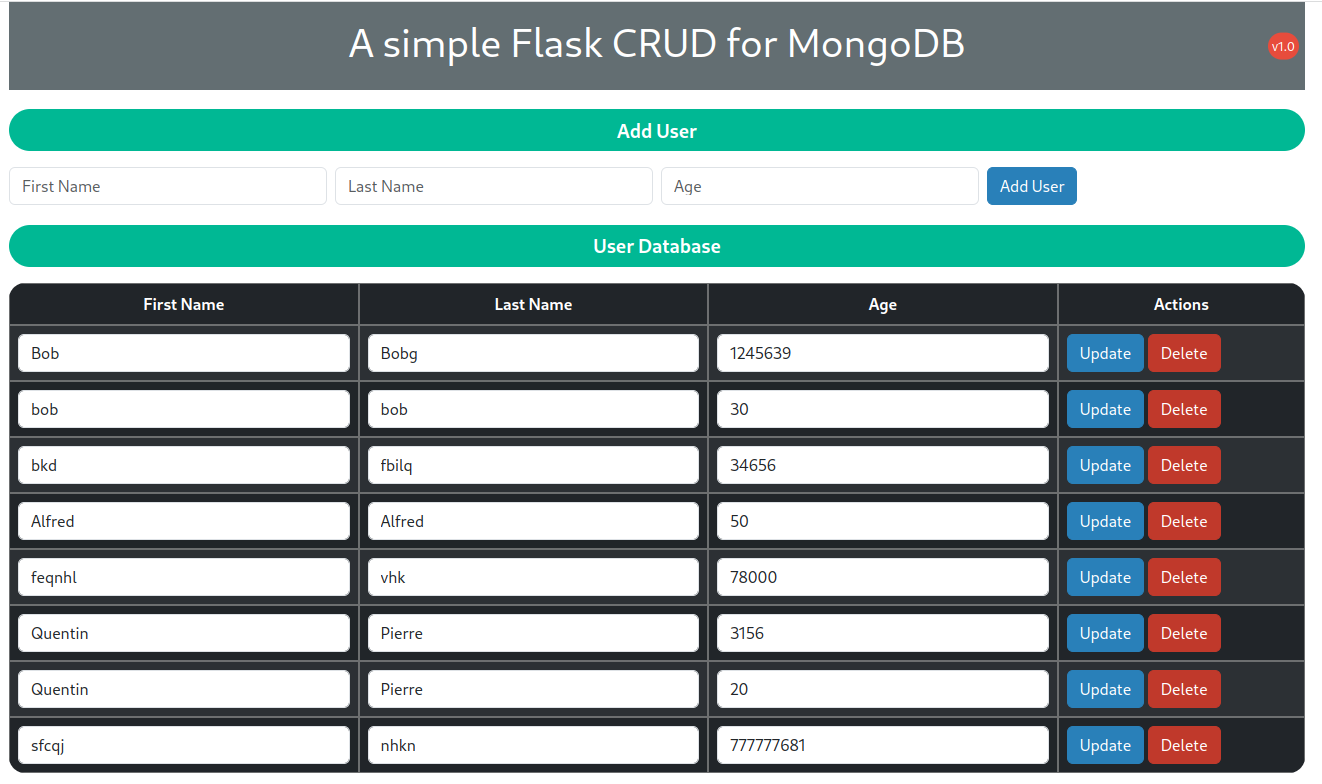 A simple Flask CRUD for MongoDB
v1.0
Add User
First Name Last Name Age Add User
User Database
First Name Last Name Age Actions
Bob Bobg 1245639 Update Delete
bob bob 30 Update Delete
bkd fbilq 34656 Update Delete
Alfred Alfred 50 Update Delete
feqnhl vhk 78000 Update Delete
Quentin Pierre 3156 Update Delete
Quentin Pierre 20 Update Delete
sfcqj nhkn 777777681 Update Delete